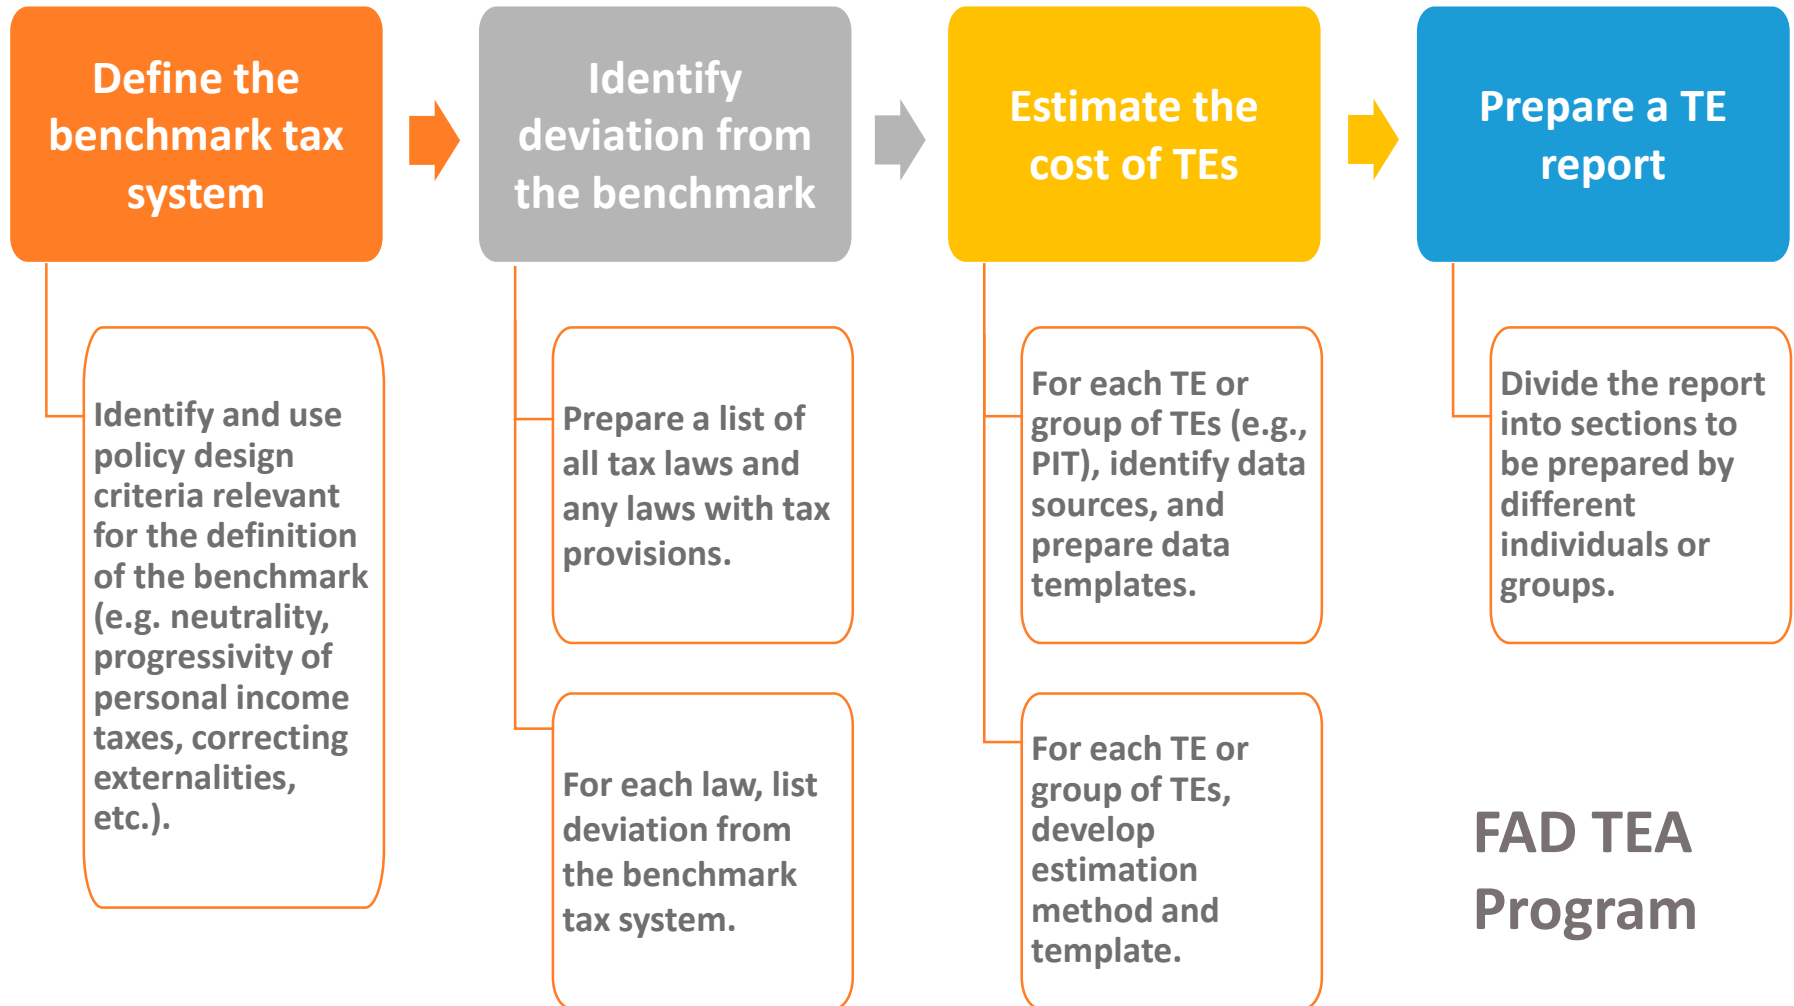 Define the
benchmark tax
system
Identify
deviation from
the benchmark
Estimate the
cost of TEs
Prepare a TE
report
Identify and use
policy design
criteria relevant
for the definition
of the benchmark
(e.g. neutrality,
progressivity of
personal income
taxes, correcting
externalities,
etc.).
Prepare a list of
all tax laws and
any laws with tax
provisions.
For each law, list
deviation from
the benchmark
tax system.
For each TE or
group of TEs (e.g.,
PIT), identify data
sources, and
prepare data
templates.
For each TE or
group of TEs,
develop
estimation
method and
template.
Divide the report
into sections to
be prepared by
different
individuals or
groups.
FAD TEA
Program